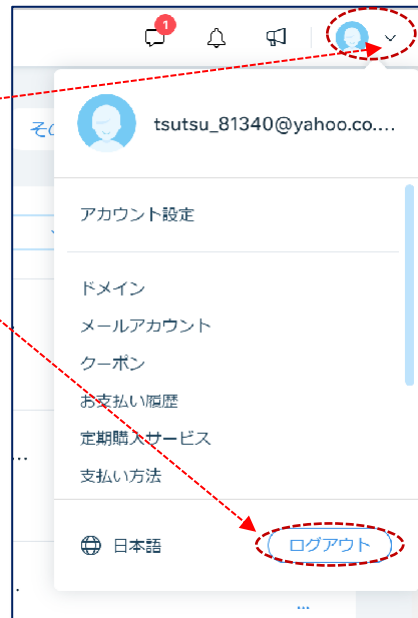 1
その
tsutsu_81340@yahoo.co....
アカウント設定
ドメイン
メールアカウント
クーポン
お支払い履歴
定期購入サービス
...
支払い方法
日本語
ログアウト
...